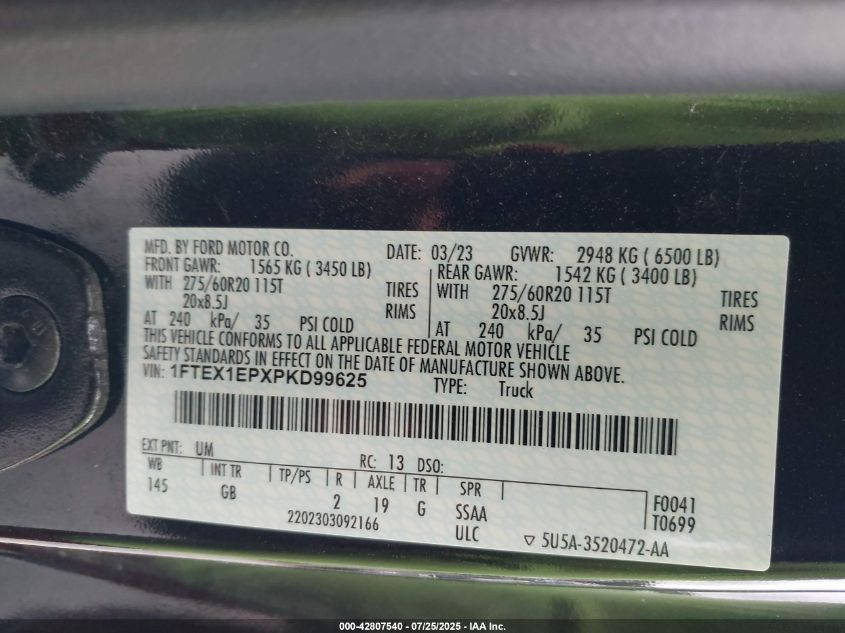 MFD. BY FORD MOTOR CO. DATE: 03/23 GVWR: 2948 KG ( 6500 LB)
FRONT GAWR: 1565 KG ( 3450 LB) REAR GAWR: 1542 KG ( 3400 LB)
WITH 275/60R20 115T TIRES WITH 275/60R20 115T TIRES
20x8.5J RIMS 20x8.5J RIMS
AT 240 kPa/ 35 PSI COLD AT 240 kPa/ 35 PSI COLD
THIS VEHICLE CONFORMS TO ALL APPLICABLE FEDERAL MOTOR VEHICLE
SAFETY STANDARDS IN EFFECT ON THE DATE OF MANUFACTURE SHOWN ABOVE.
VIN: 1FTEX1EPXPKD99625 TYPE: Truck
EXT PNT: UM RC: 13 DSO:
WB INT TR TP/PS R AXLE TR SPR
145 GB 2 19 G SSAA F0041
2202303092166 ULC T0699
5U5A-3520472-AA
000-42807540 - 07/25/2025 - IAA Inc.